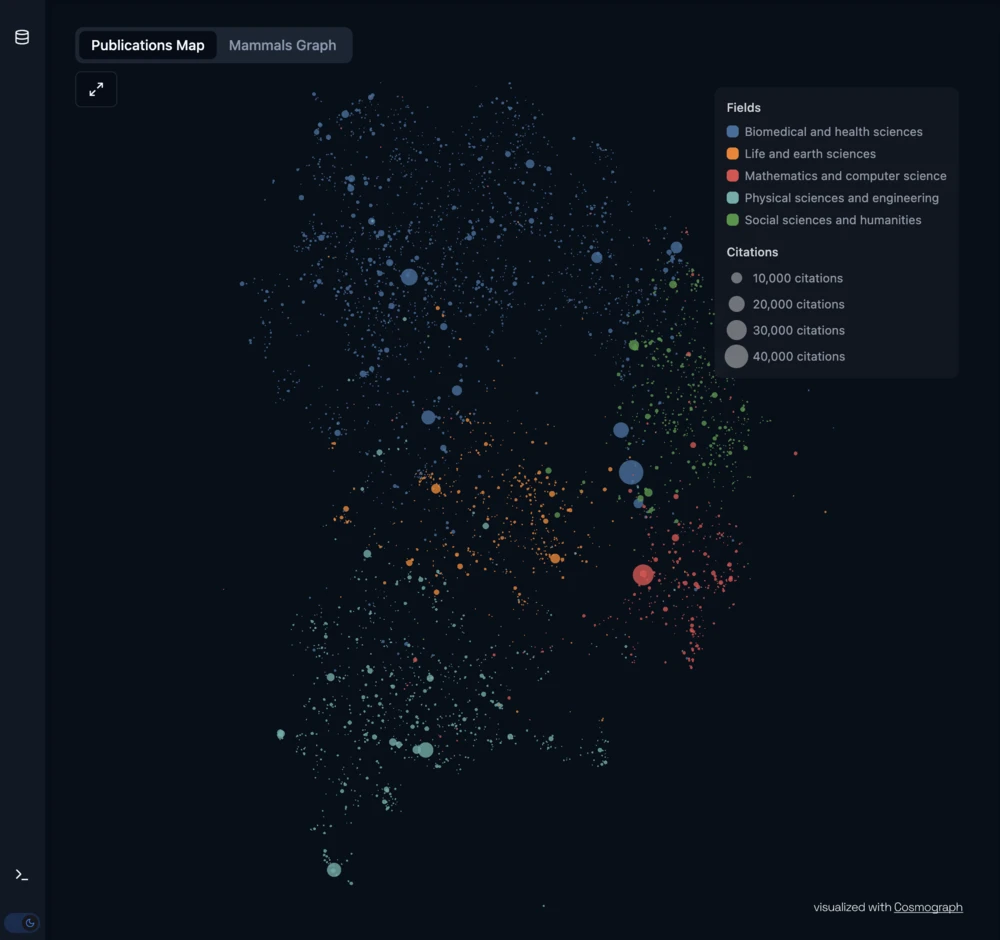 Publications Map
Mammals Graph
Fields
Biomedical and health sciences
Life and earth sciences
Mathematics and computer science
Physical sciences and engineering
Social sciences and humanities
Citations
10,000 citations
20,000 citations
30,000 citations
40,000 citations
visualized with Cosmograph